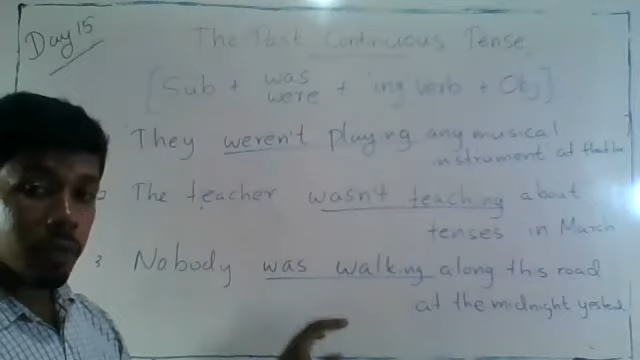 Day 15
The Past Continuous Tense
[Sub + was + ing verb + Obj]
were
They weren't playing any musical
instrument at that
The teacher wasn't teaching about
tenses in March
3 Nobody was walking along this road
at the midnight